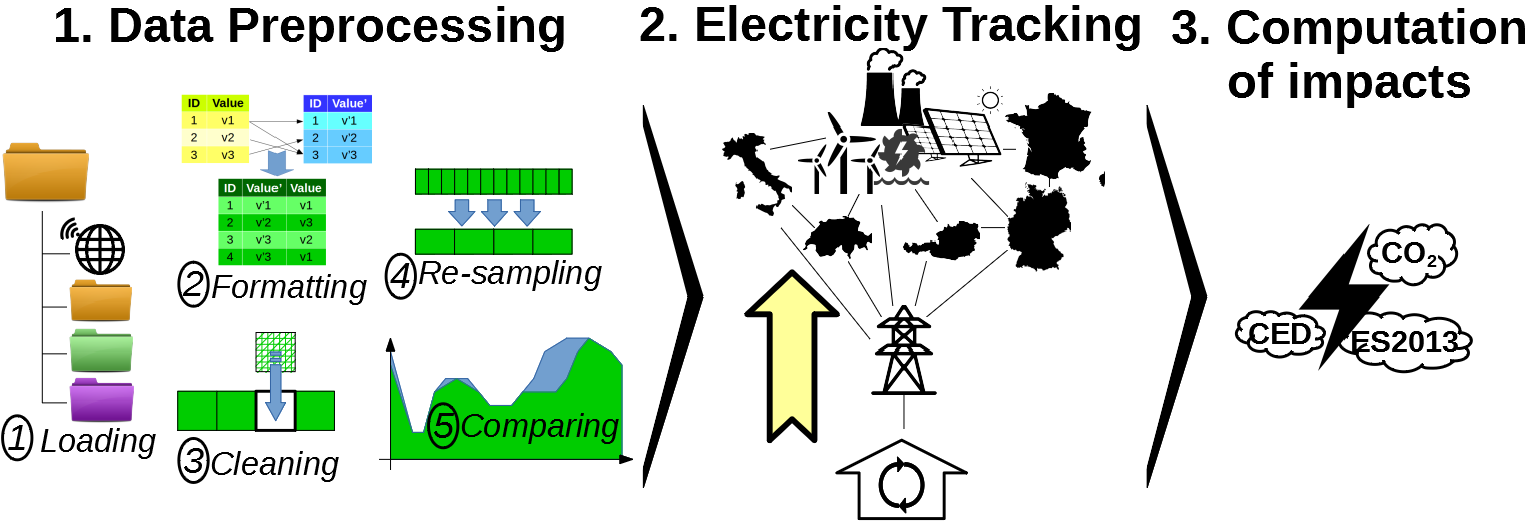 1. Data Preprocessing
2. Electricity Tracking
3. Computation
of impacts
ID Value
1 v1
2 v2
3 v3
ID Value’
1 v’1
2 v’2
3 v’3
ID Value’ Value
1 v’1 v1
2 v’2 v3
3 v’3 v2
4 v’3 v1
1 Loading
2 Formatting
3 Cleaning
4 Re-sampling
5 Comparing
CO₂
CED
ES2013